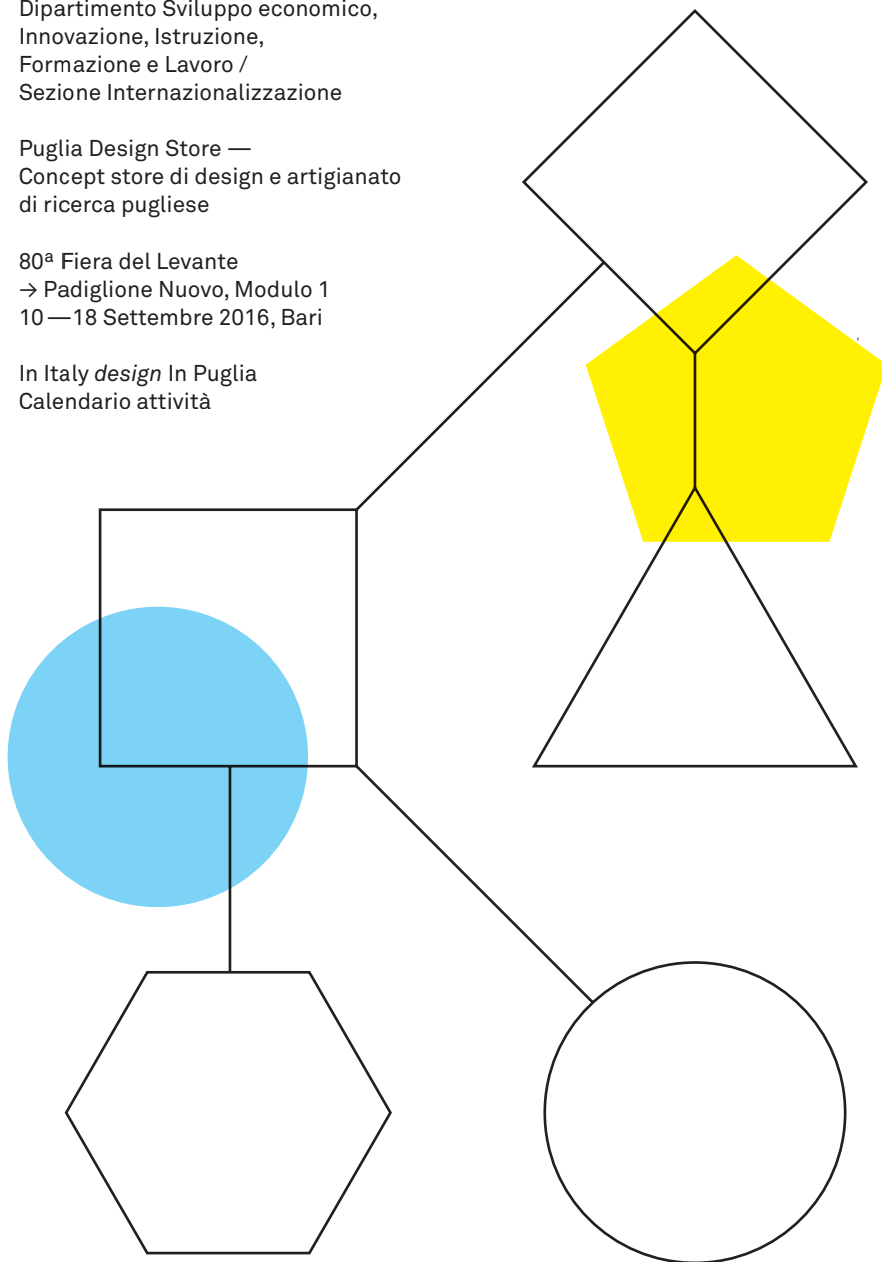 Dipartimento Sviluppo economico,
Innovazione, Istruzione,
Formazione e Lavoro /
Sezione Internazionalizzazione
Puglia Design Store —
Concept store di design e artigianato
di ricerca pugliese
80ª Fiera del Levante
→ Padiglione Nuovo, Modulo 1
10 — 18 Settembre 2016, Bari
In Italy design In Puglia
Calendario attività